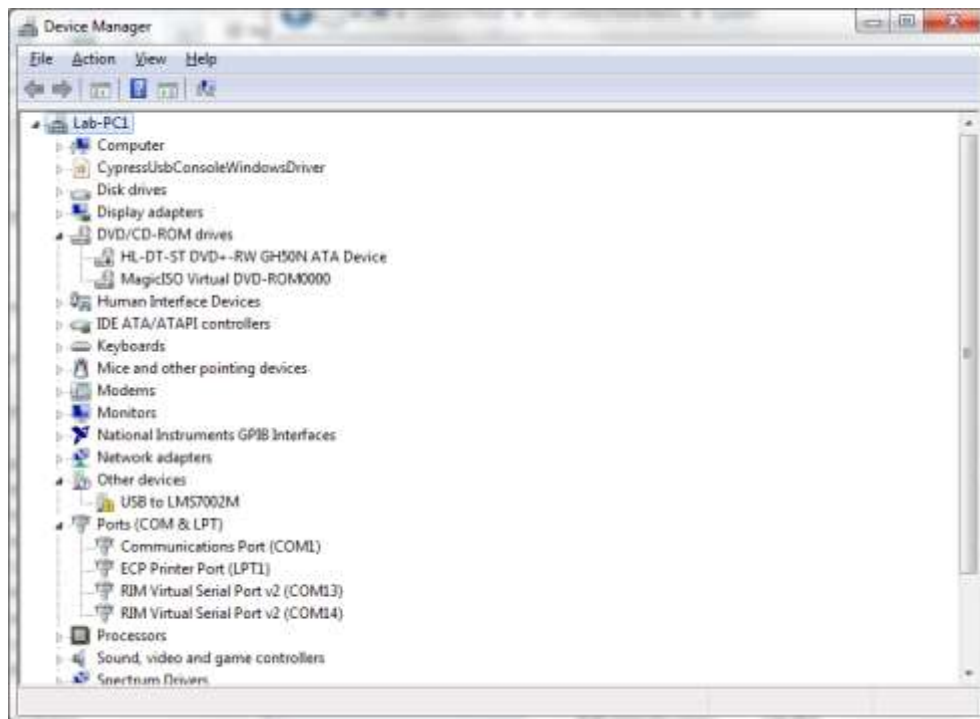 Device Manager
File Action View Help
Lab-PC1
Computer
CypressUsbConsoleWindowsDriver
Disk drives
Display adapters
DVD/CD-ROM drives
HL-DT-ST DVD+-RW GH50N ATA Device
MagicISO Virtual DVD-ROM0000
Human Interface Devices
IDE ATA/ATAPI controllers
Keyboards
Mice and other pointing devices
Modems
Monitors
National Instruments GPIB Interfaces
Network adapters
Other devices
USB to LMS7002M
Ports (COM & LPT)
Communications Port (COM1)
ECP Printer Port (LPT1)
RIM Virtual Serial Port v2 (COM13)
RIM Virtual Serial Port v2 (COM14)
Processors
Sound, video and game controllers
Spectrum Drivers